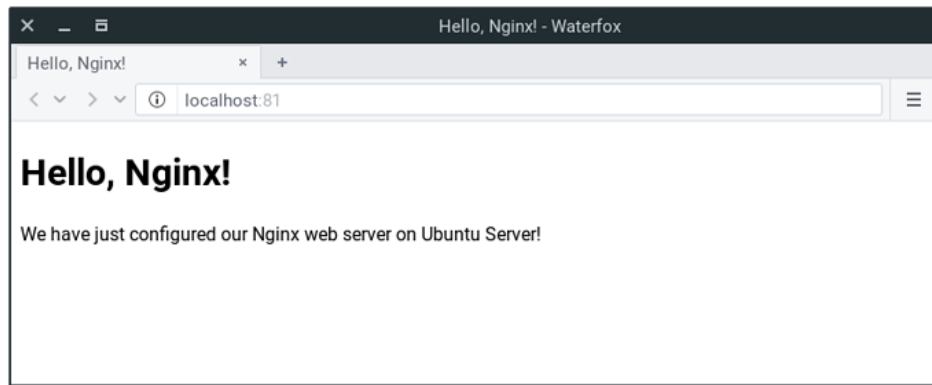 Hello, Nginx! - Waterfox
Hello, Nginx!
localhost:81
Hello, Nginx!
We have just configured our Nginx web server on Ubuntu Server!